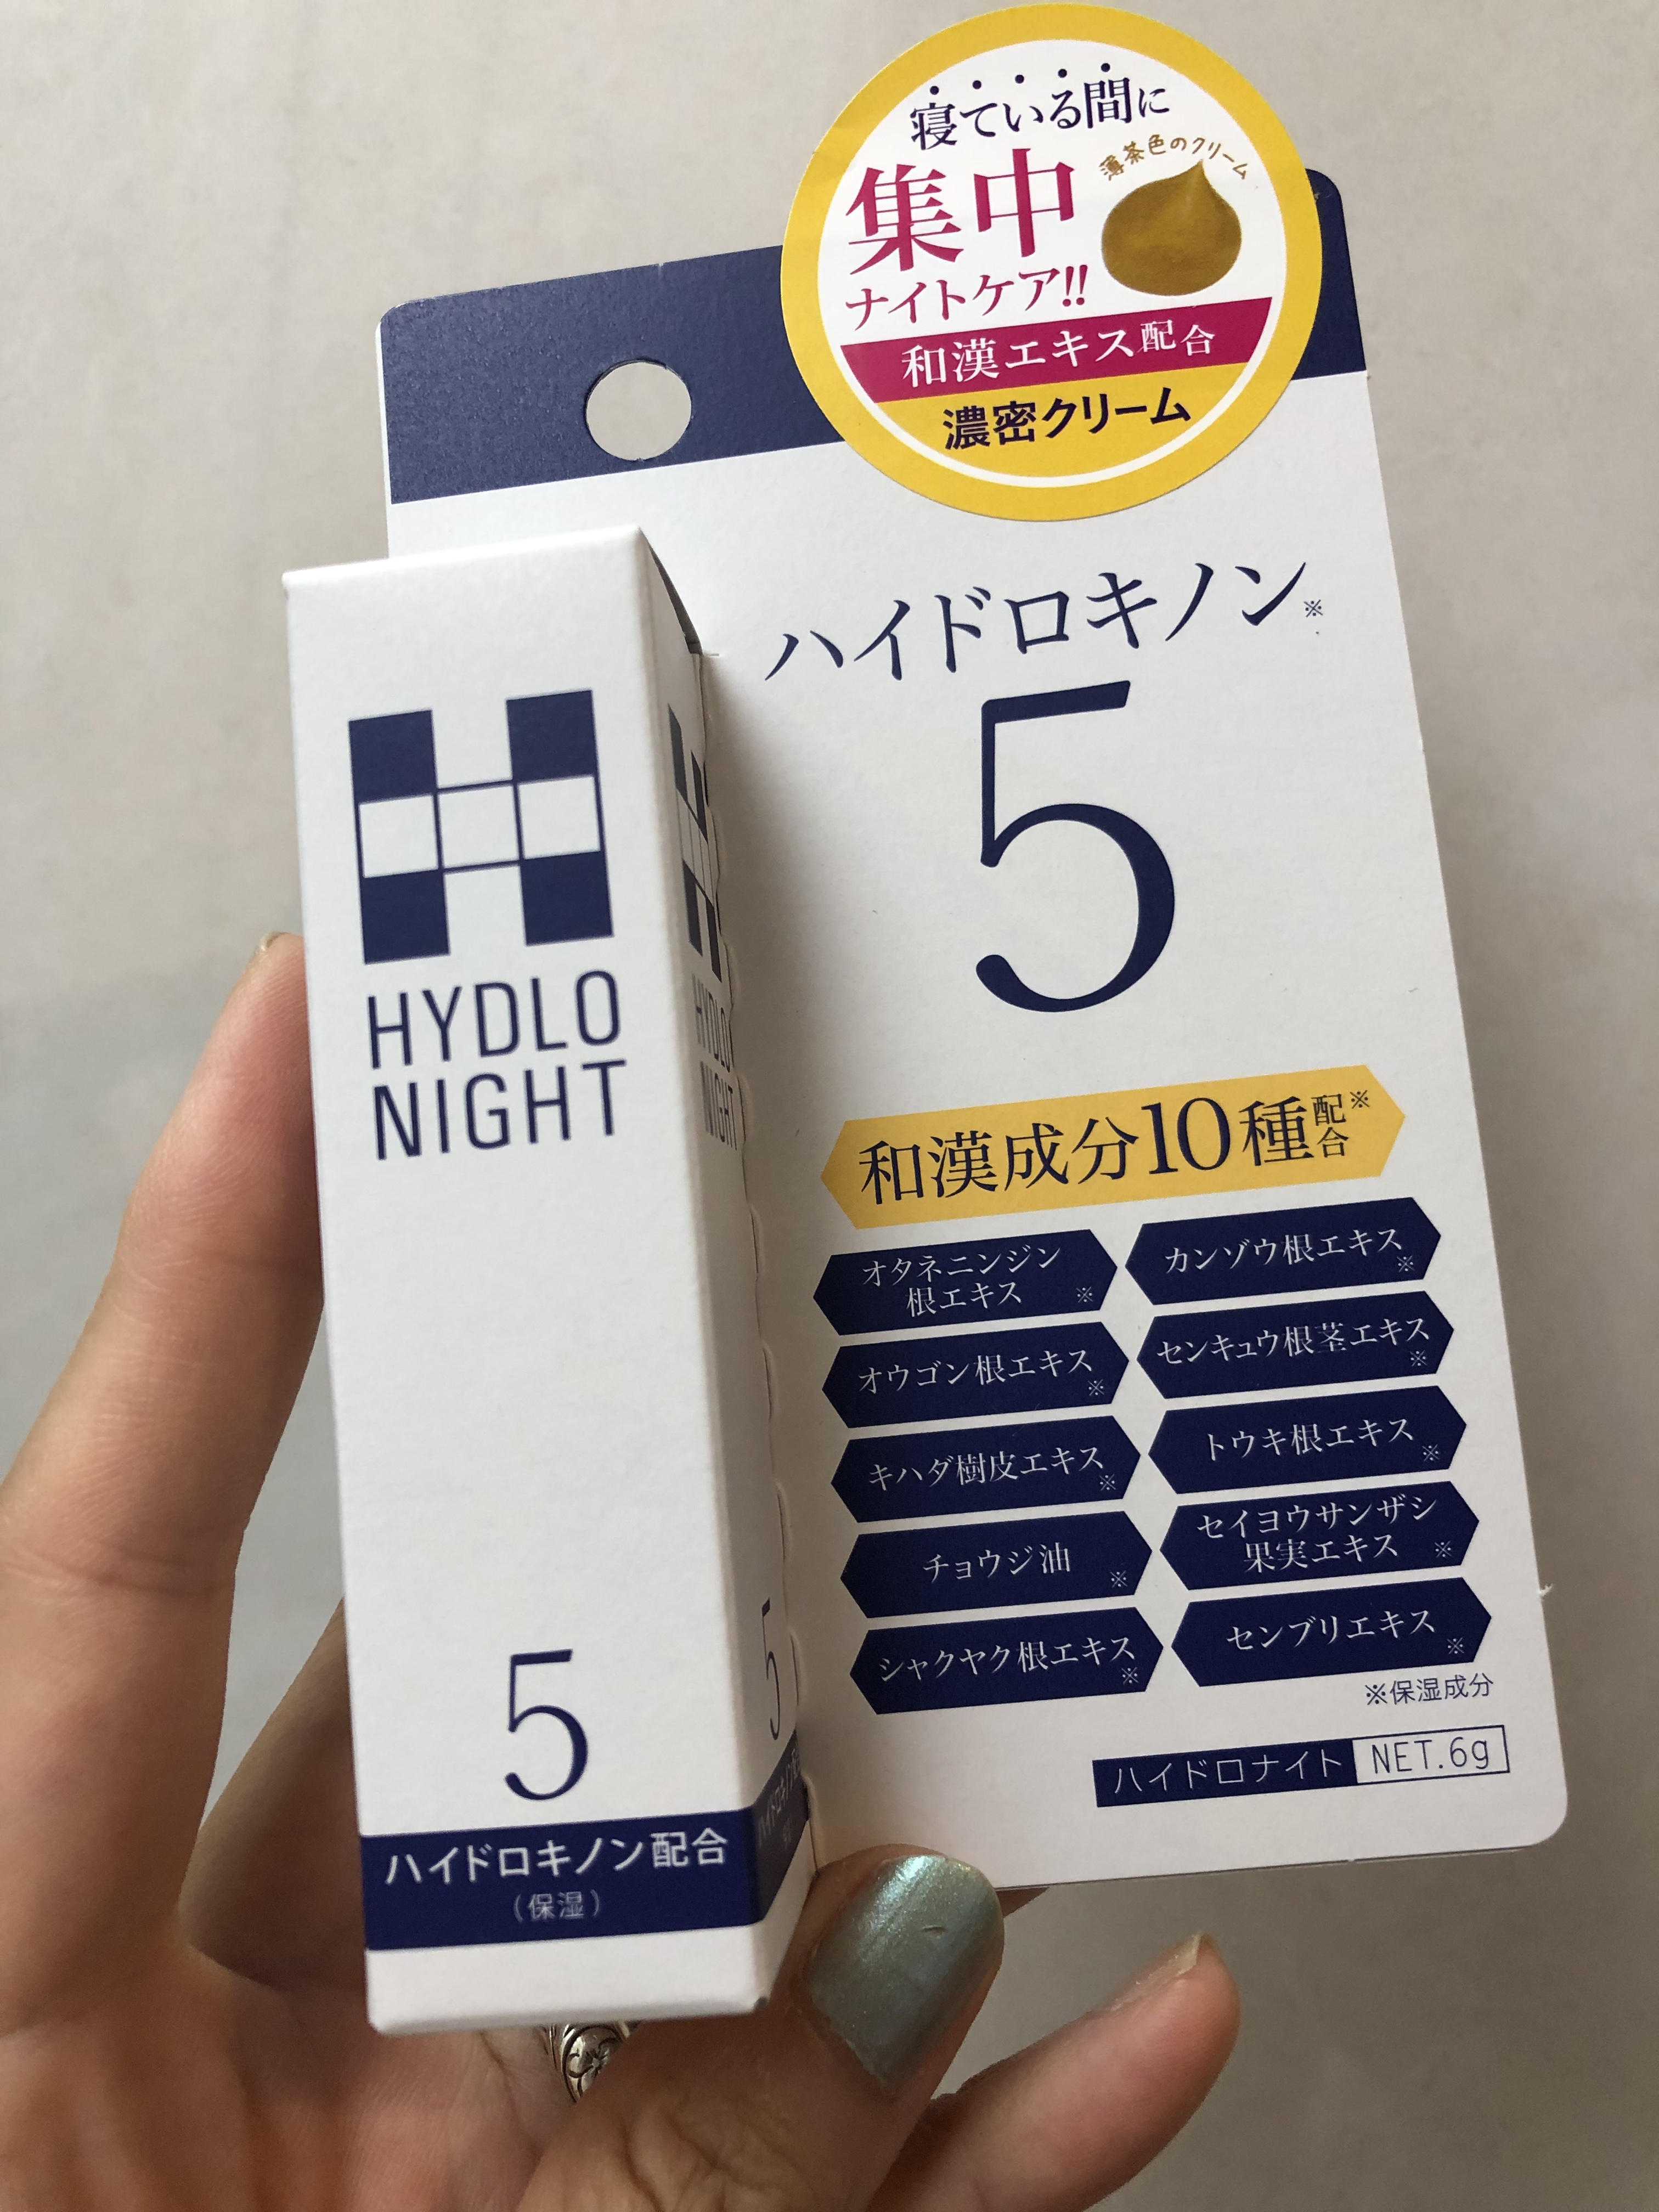 寝ている間に
薄茶色のクリーム
集中
ナイトケア!!
和漢エキス配合
濃密クリーム
ハイドロキノン※
5
和漢成分10種配合※
オタネニンジン
根エキス※
カンゾウ根エキス※
オウゴン根エキス※
センキュウ根茎エキス※
キハダ樹皮エキス※
トウキ根エキス※
チョウジ油※
セイヨウサンザシ
果実エキス※
シャクヤク根エキス※
センブリエキス※
※保湿成分
ハイドロナイト NET.6g
HYDLO
NIGHT
5
ハイドロキノン配合
(保湿)
HYDLO
NIGHT
5